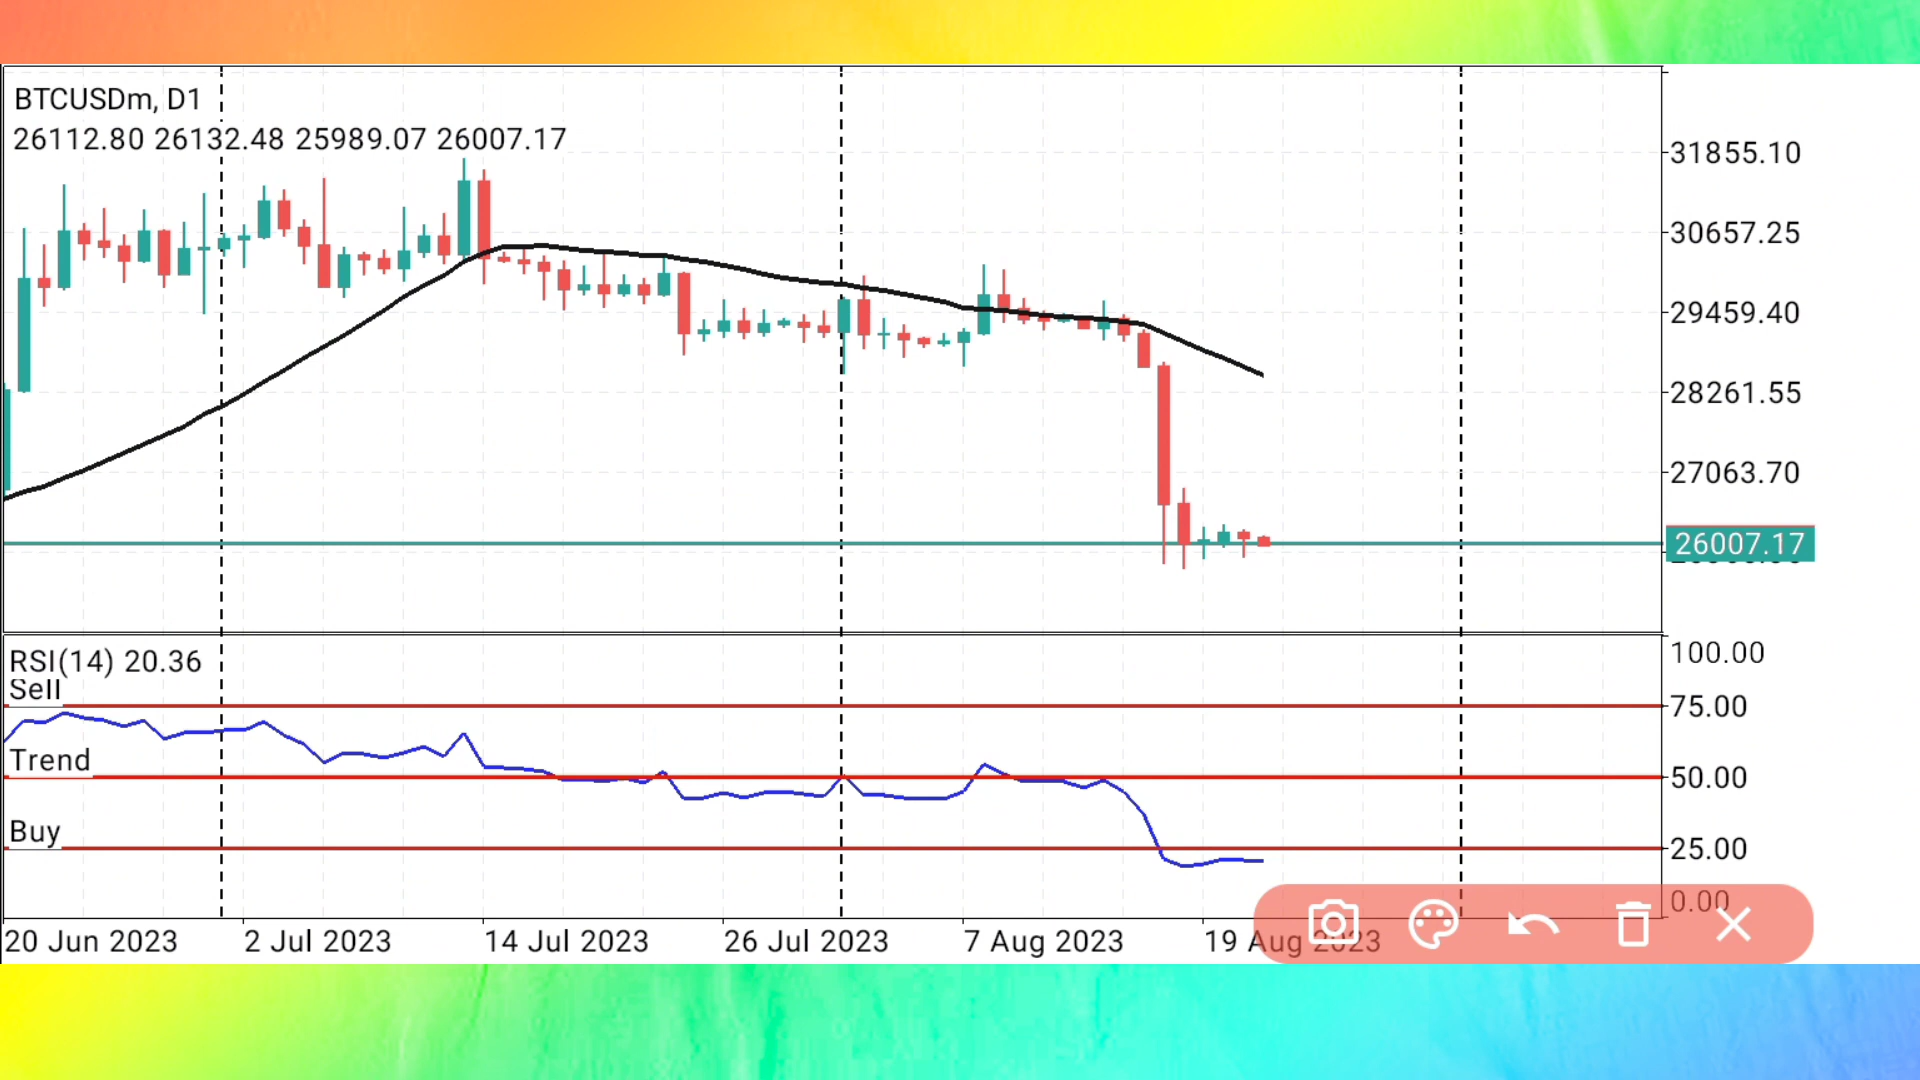 BTCUSDm, D1
26112.80 26132.48 25989.07 26007.17
31855.10
30657.25
29459.40
28261.55
27063.70
26007.17
RSI(14) 20.36
Sell
Trend
Buy
100.00
75.00
50.00
25.00
0.00
20 Jun 2023 2 Jul 2023 14 Jul 2023 26 Jul 2023 7 Aug 2023 19 Aug 2023